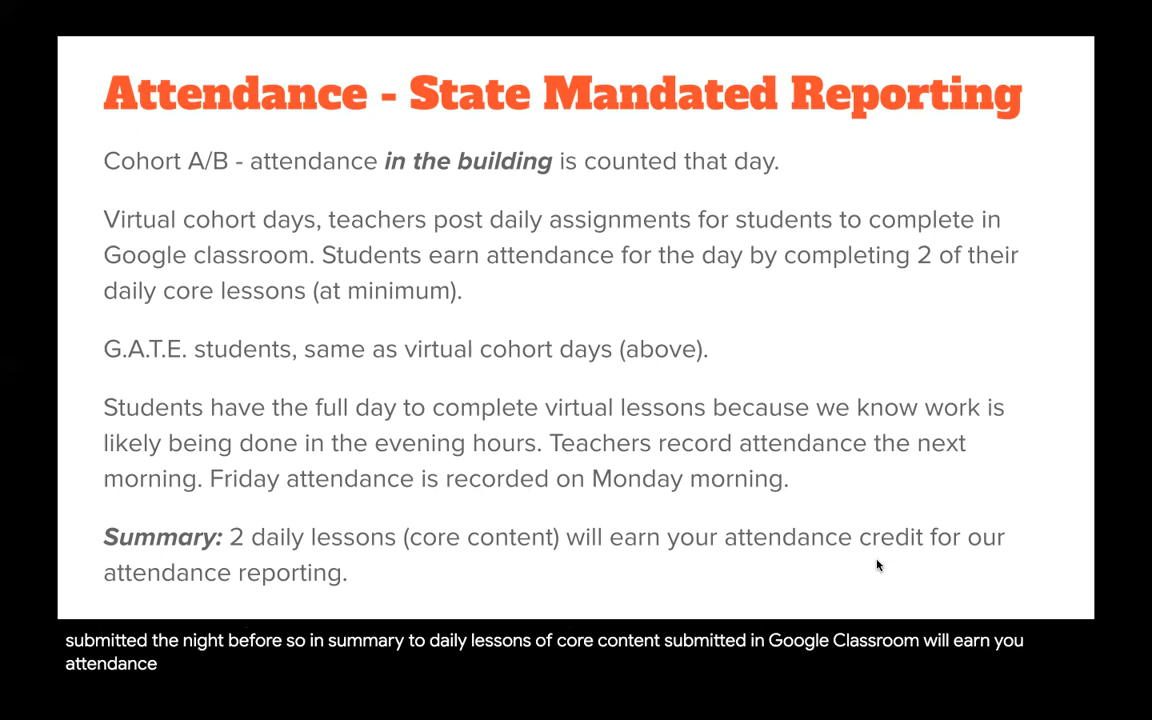 Attendance - State Mandated Reporting
Cohort A/B - attendance in the building is counted that day.
Virtual cohort days, teachers post daily assignments for students to complete in
Google classroom. Students earn attendance for the day by completing 2 of their
daily core lessons (at minimum).
G.A.T.E. students, same as virtual cohort days (above).
Students have the full day to complete virtual lessons because we know work is
likely being done in the evening hours. Teachers record attendance the next
morning. Friday attendance is recorded on Monday morning.
Summary: 2 daily lessons (core content) will earn your attendance credit for our
attendance reporting.
submitted the night before so in summary to daily lessons of core content submitted in Google Classroom will earn you
attendance